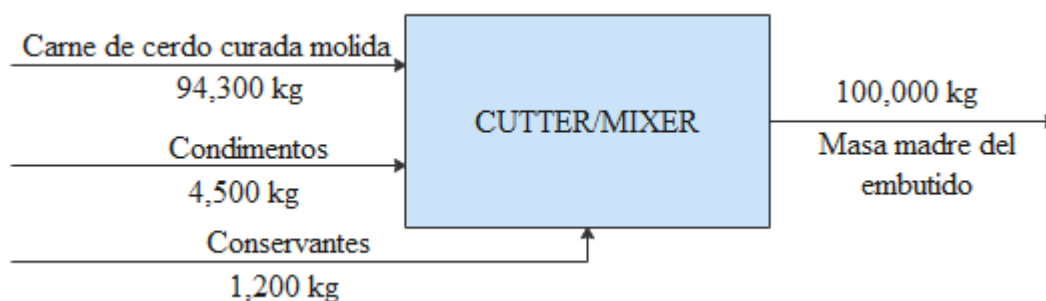 Carne de cerdo curada molida
94,300 kg
Condimentos
4,500 kg
Conservantes
1,200 kg
CUTTER/MIXER
100,000 kg
Masa madre del
embutido